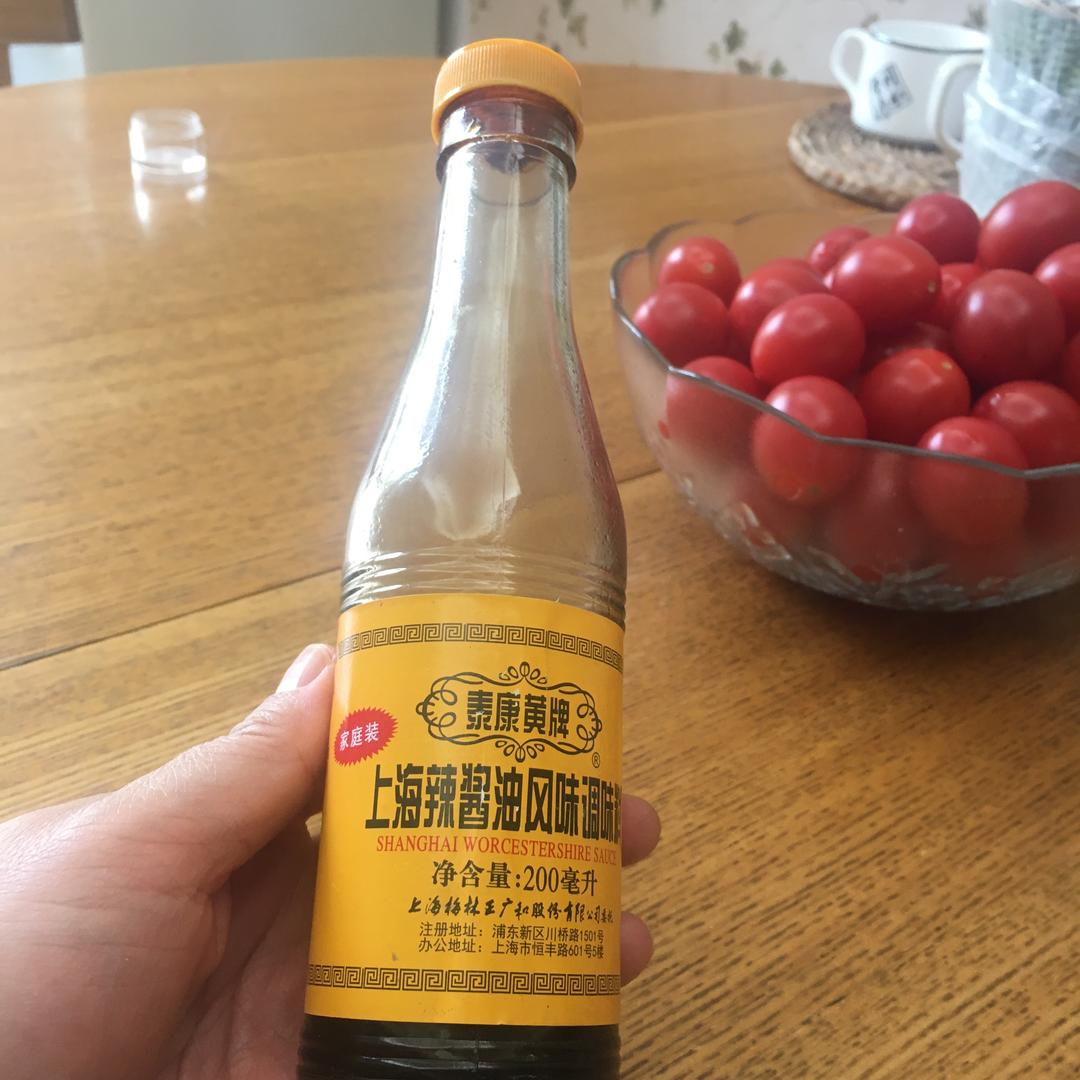 泰康黄牌
®
家庭装
上海辣酱油风味调味
SHANGHAI WORCESTERSHIRE SAUCE
净含量:200毫升
上海梅林正广和股份有限公司委托
注册地址: 浦东新区川桥路1501号
办公地址: 上海市恒丰路601号5楼